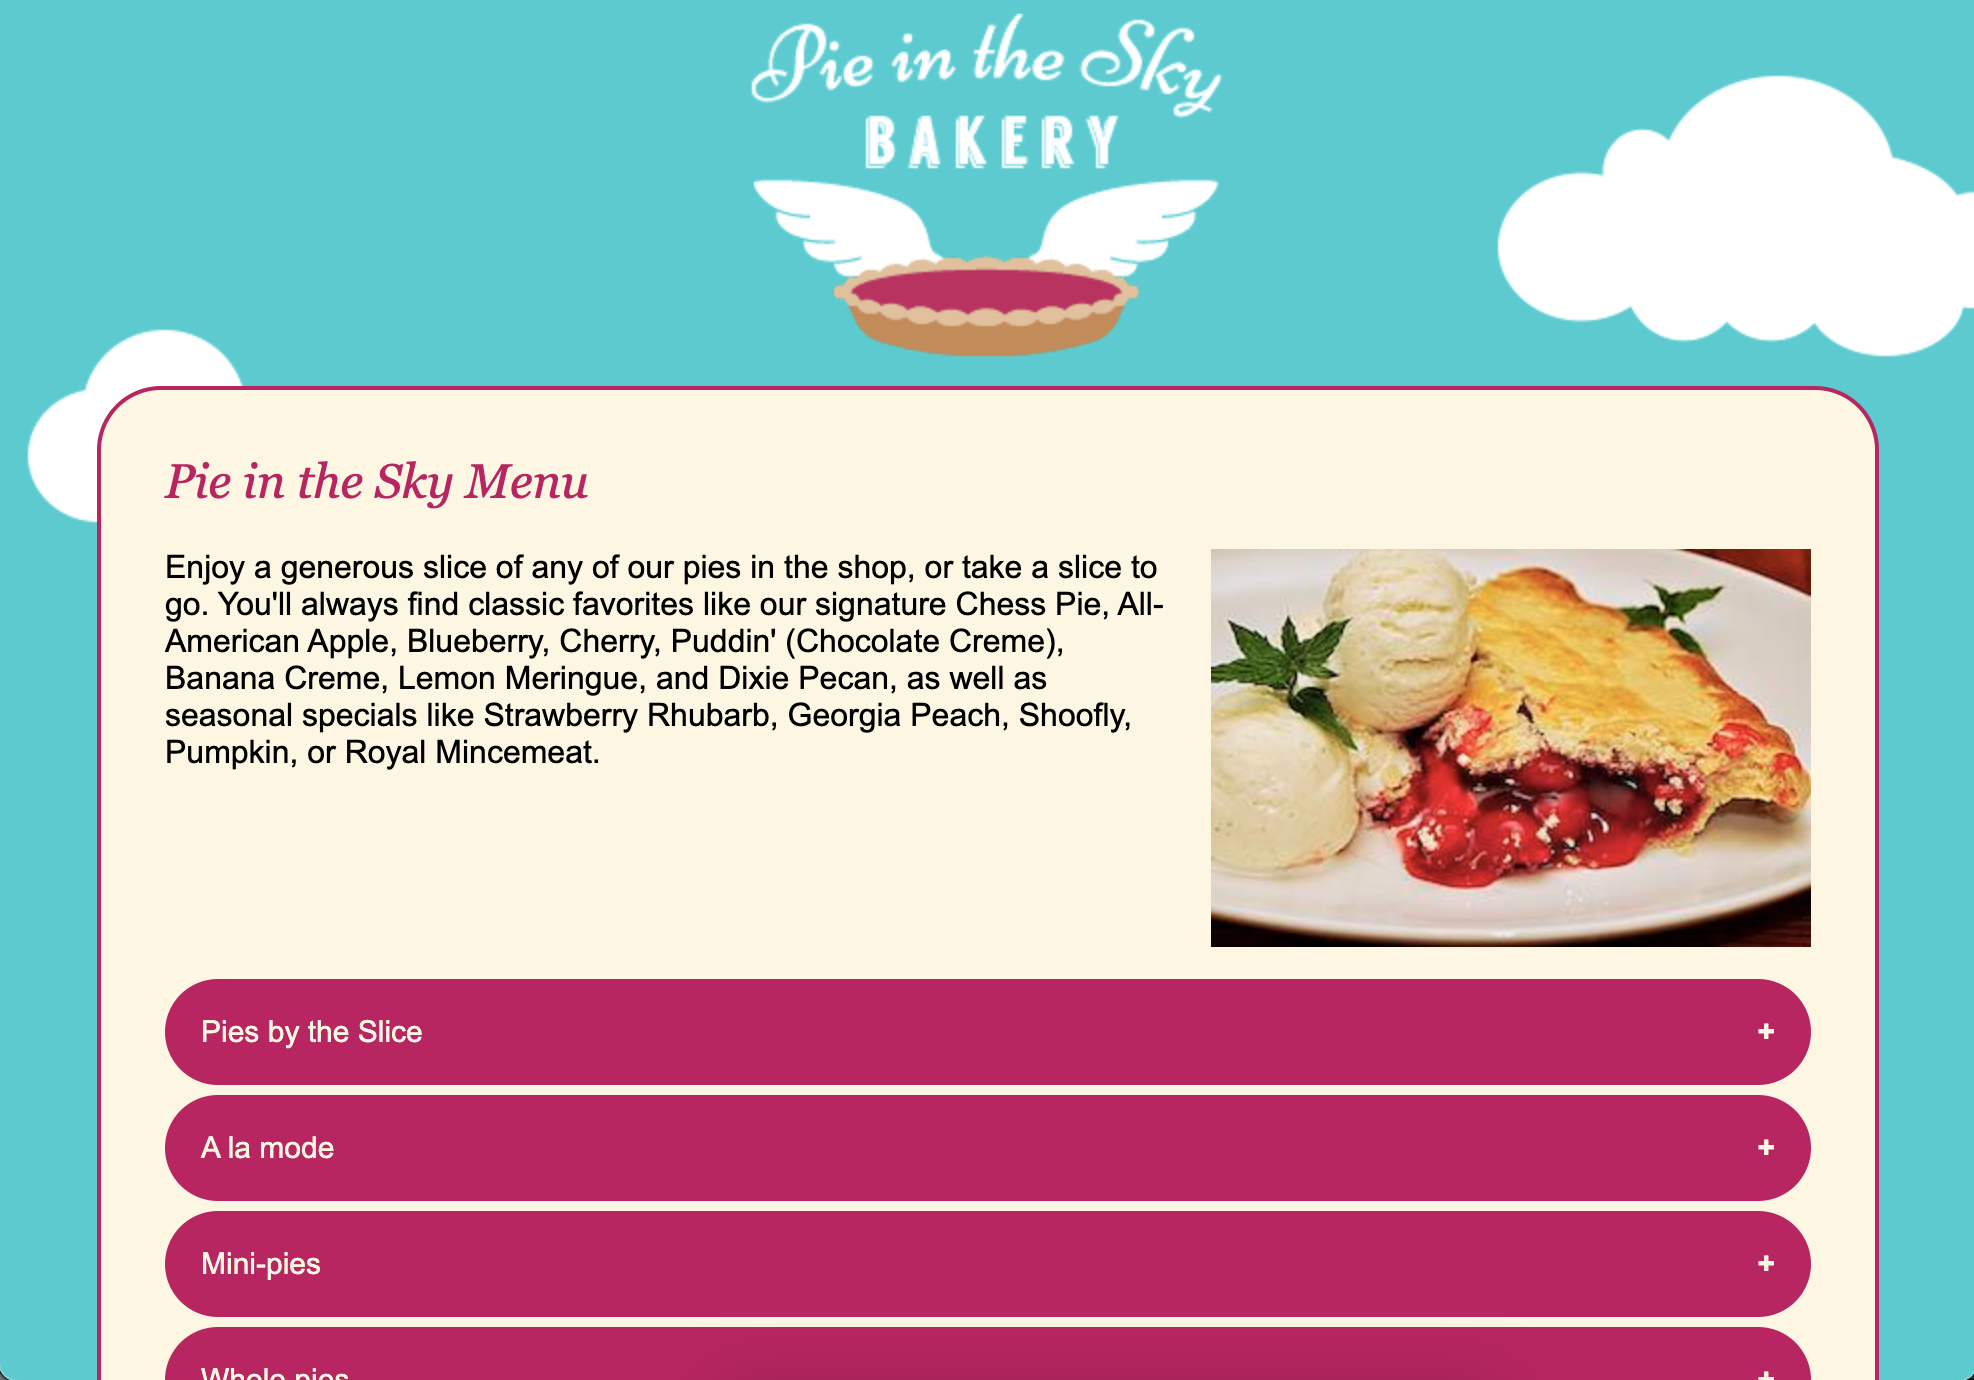 Pie in the Sky
BAKERY
Pie in the Sky Menu
Enjoy a generous slice of any of our pies in the shop, or take a slice to
go. You'll always find classic favorites like our signature Chess Pie, All-
American Apple, Blueberry, Cherry, Puddin' (Chocolate Creme),
Banana Creme, Lemon Meringue, and Dixie Pecan, as well as
seasonal specials like Strawberry Rhubarb, Georgia Peach, Shoofly,
Pumpkin, or Royal Mincemeat.
Pies by the Slice +
A la mode +
Mini-pies +
Whole pies +